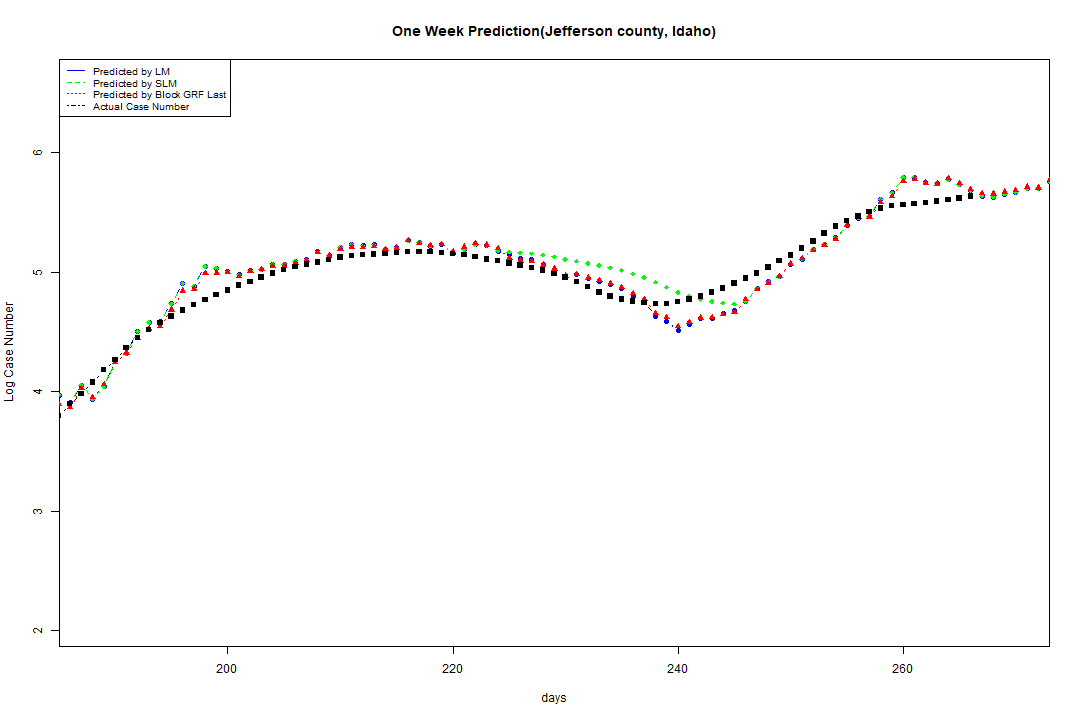 One Week Prediction(Jefferson county, Idaho)
Predicted by LM
Predicted by SLM
Predicted by Block GRF Last
Actual Case Number
6
5
4
3
2
Log Case Number
200 220 240 260
days